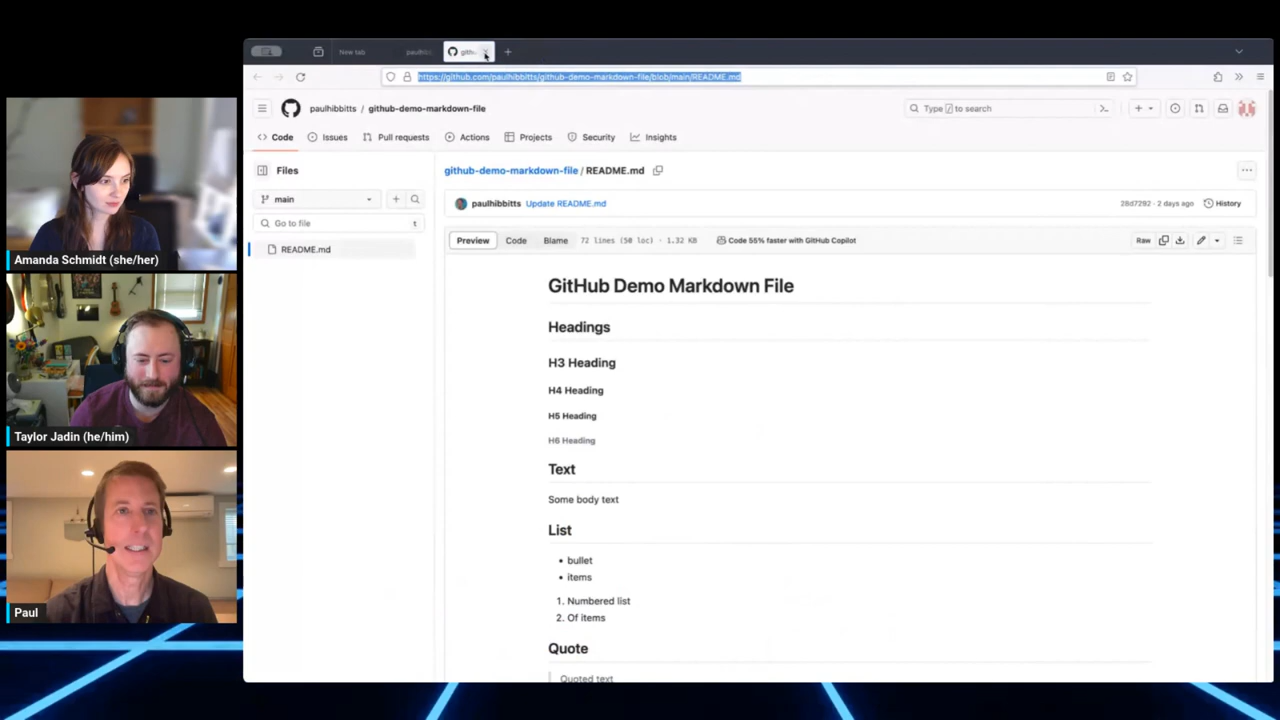 New tab
paulhibb
gith
https://github.com/paulhibbitts/github-demo-markdown-file/blob/main/README.md
paulhibbitts / github-demo-markdown-file
Type / to search
Code
Issues
Pull requests
Actions
Projects
Security
Insights
Files
github-demo-markdown-file / README.md
main
paulhibbitts Update README.md
28d7292 · 2 days ago
History
Go to file
t
Preview
Code
Blame
72 lines (50 loc) · 1.32 KB
Code 55% faster with GitHub Copilot
Raw
README.md
Amanda Schmidt (she/her)
GitHub Demo Markdown File
Headings
H3 Heading
H4 Heading
H5 Heading
H6 Heading
Taylor Jadin (he/him)
Text
Some body text
List
• bullet
• items
1. Numbered list
2. Of items
Paul
Quote
Quoted text